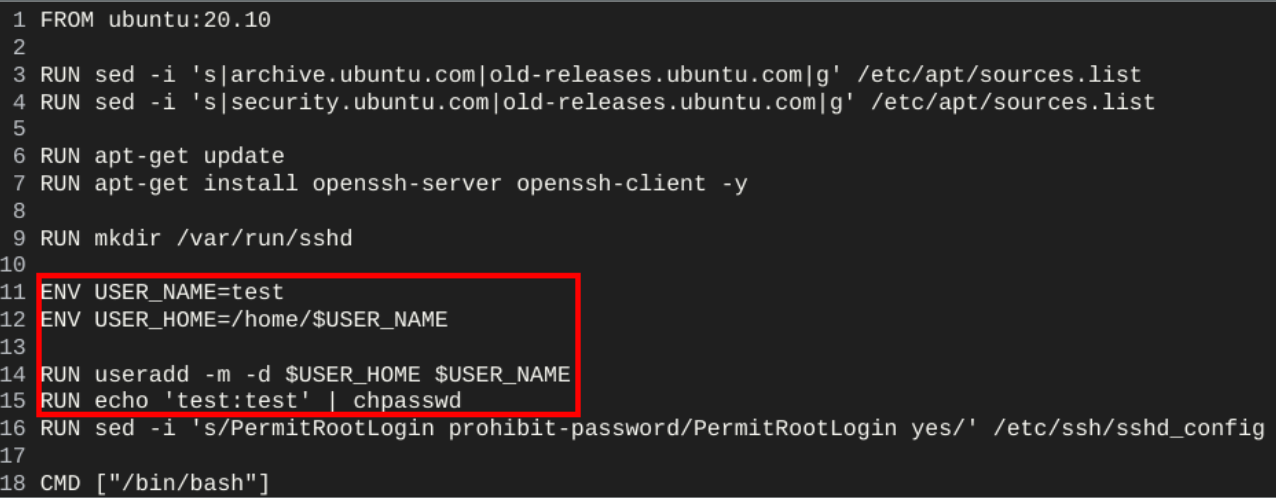 1 FROM ubuntu:20.10
2
3 RUN sed -i 's|archive.ubuntu.com|old-releases.ubuntu.com|g' /etc/apt/sources.list
4 RUN sed -i 's|security.ubuntu.com|old-releases.ubuntu.com|g' /etc/apt/sources.list
5
6 RUN apt-get update
7 RUN apt-get install openssh-server openssh-client -y
8
9 RUN mkdir /var/run/sshd
10
11 ENV USER_NAME=test
12 ENV USER_HOME=/home/$USER_NAME
13
14 RUN useradd -m -d $USER_HOME $USER_NAME
15 RUN echo 'test:test' | chpasswd
16 RUN sed -i 's/PermitRootLogin prohibit-password/PermitRootLogin yes/' /etc/ssh/sshd_config
17
18 CMD ["/bin/bash"]